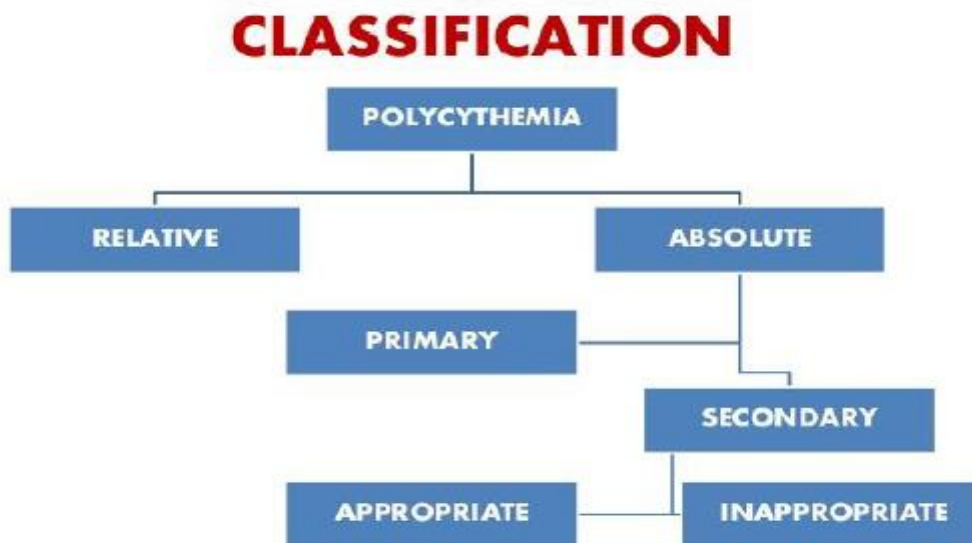 CLASSIFICATION
POLYCYTHEMIA
RELATIVE
ABSOLUTE
PRIMARY
SECONDARY
APPROPRIATE
INAPPROPRIATE